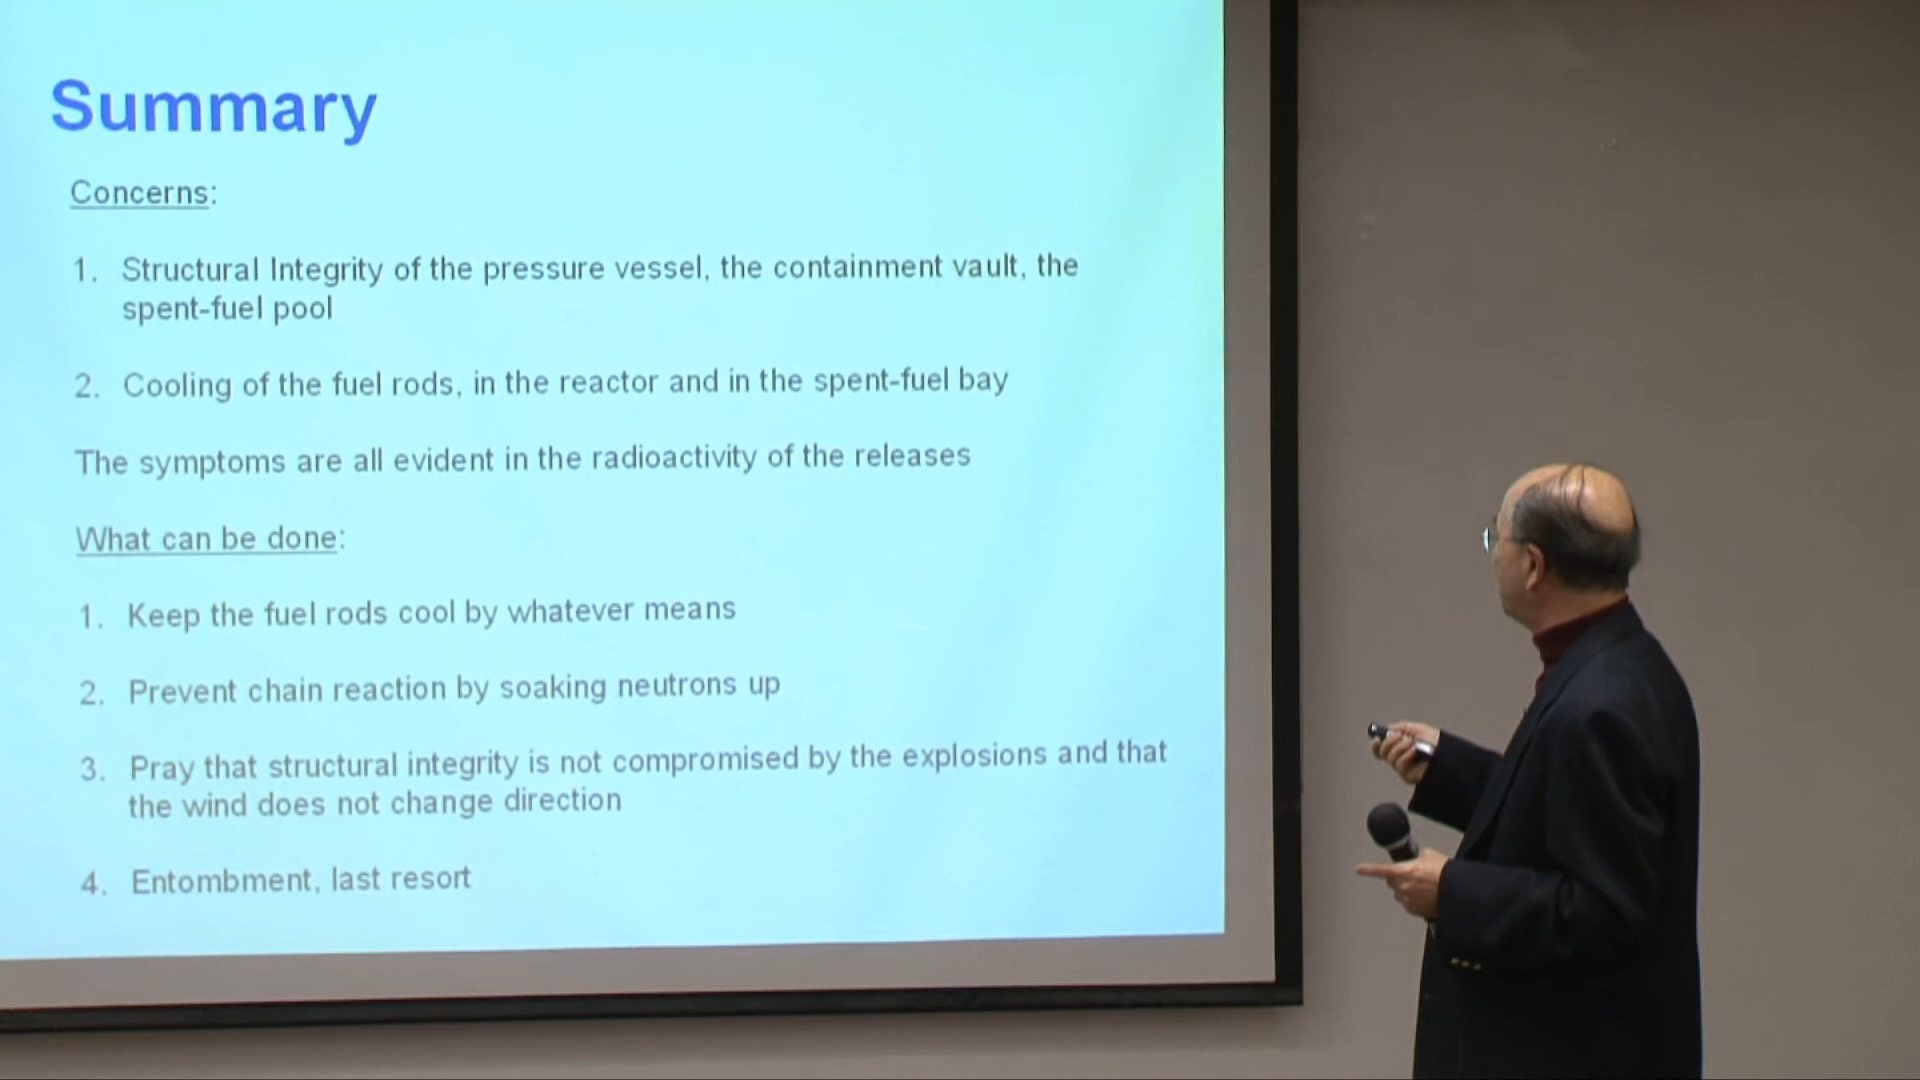 Summary
Concerns:
1. Structural Integrity of the pressure vessel, the containment vault, the
spent-fuel pool
2. Cooling of the fuel rods, in the reactor and in the spent-fuel bay
The symptoms are all evident in the radioactivity of the releases
What can be done:
1. Keep the fuel rods cool by whatever means
2. Prevent chain reaction by soaking neutrons up
3. Pray that structural integrity is not compromised by the explosions and that
the wind does not change direction
4. Entombment, last resort